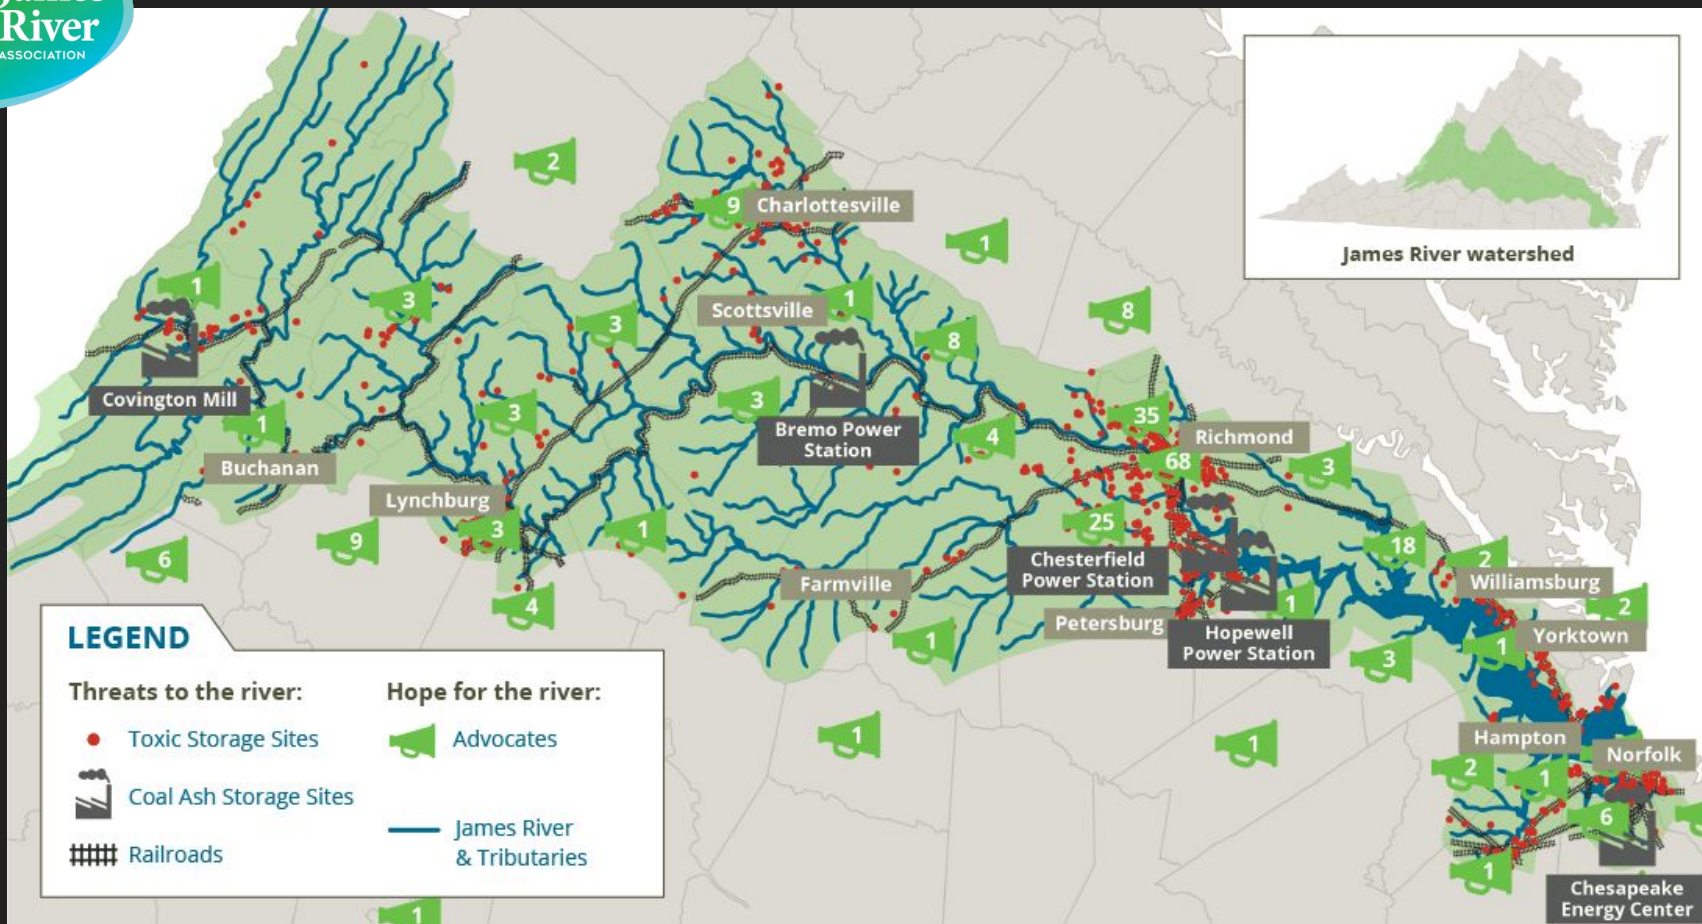 James
River
ASSOCIATION
2
9
Charlottesville
1
James River watershed
1
3
3
Scottsville
1
8
8
Covington Mill
1
3
3
Bremo Power
Station
4
35
Richmond
68
3
Buchanan
Lynchburg
3
1
25
18
6
9
4
Farmville
1
Chesterfield
Power Station
Petersburg
Hopewell
Power Station
1
2
Williamsburg
2
Yorktown
1
3
LEGEND
Threats to the river:
Toxic Storage Sites
Coal Ash Storage Sites
Railroads
Hope for the river:
Advocates
James River
& Tributaries
1
1
Hampton
Norfolk
2
1
6
1
Chesapeake
Energy Center
1